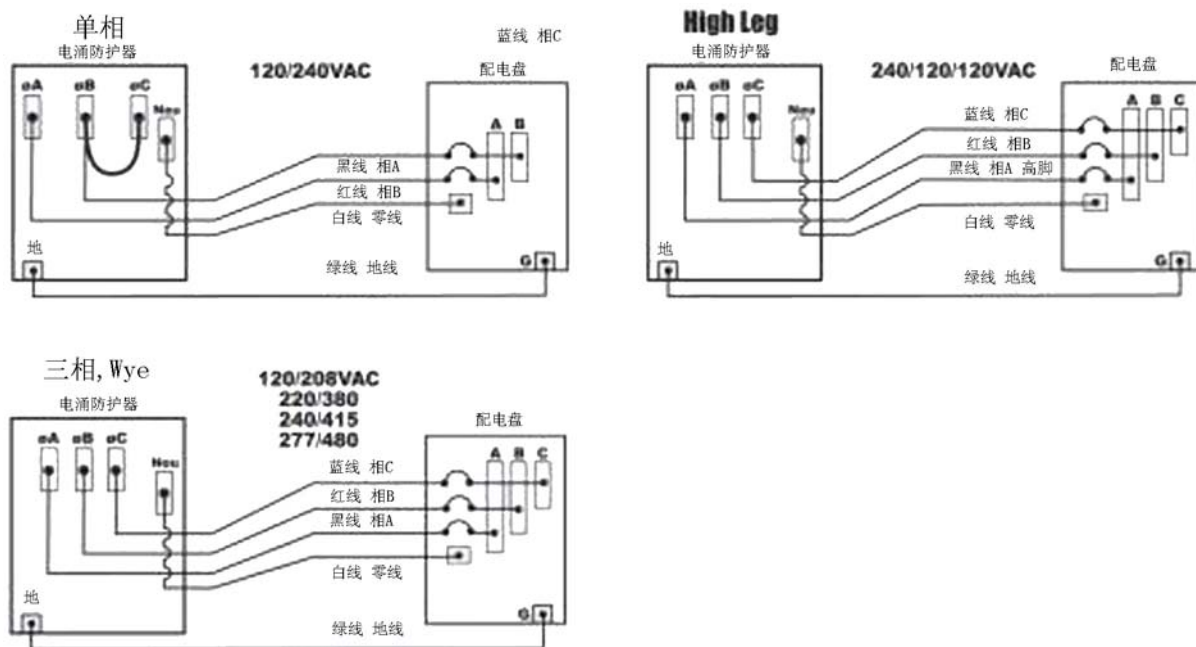 单相
电涌防护器
øA øB øC
Neu
120/240VAC
蓝线 相C
配电盘
A B
黑线 相A
红线 相B
白线 零线
地
绿线 地线
G
High Leg
电涌防护器
øA øB øC
Neu
240/120/120VAC
配电盘
A B C
蓝线 相C
红线 相B
黑线 相A 高脚
白线 零线
地
绿线 地线
G
三相,Wye
电涌防护器
øA øB øC
Neu
120/208VAC
220/380
240/415
277/480
配电盘
A B C
蓝线 相C
红线 相B
黑线 相A
白线 零线
地
绿线 地线
G